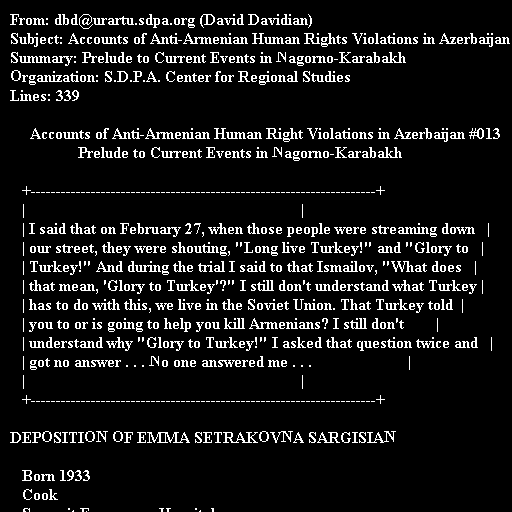 From: dbd@urartu.sdpa.org (David Davidian)
Subject: Accounts of Anti-Armenian Human Rights Violations in Azerbaijan
Summary: Prelude to Current Events in Nagorno-Karabakh
Organization: S.D.P.A. Center for Regional Studies
Lines: 339
Accounts of Anti-Armenian Human Right Violations in Azerbaijan #013
Prelude to Current Events in Nagorno-Karabakh
+---------------------------------------------------------------------+
| |
| I said that on February 27, when those people were streaming down |
| our street, they were shouting, "Long live Turkey!" and "Glory to |
| Turkey!" And during the trial I said to that Ismailov, "What does |
| that mean, 'Glory to Turkey'?" I still don't understand what Turkey |
| has to do with this, we live in the Soviet Union. That Turkey told |
| you to or is going to help you kill Armenians? I still don't |
| understand why "Glory to Turkey!" I asked that question twice and |
| got no answer . . . No one answered me . . . |
| |
+---------------------------------------------------------------------+
DEPOSITION OF EMMA SETRAKOVNA SARGISIAN
Born 1933
Cook